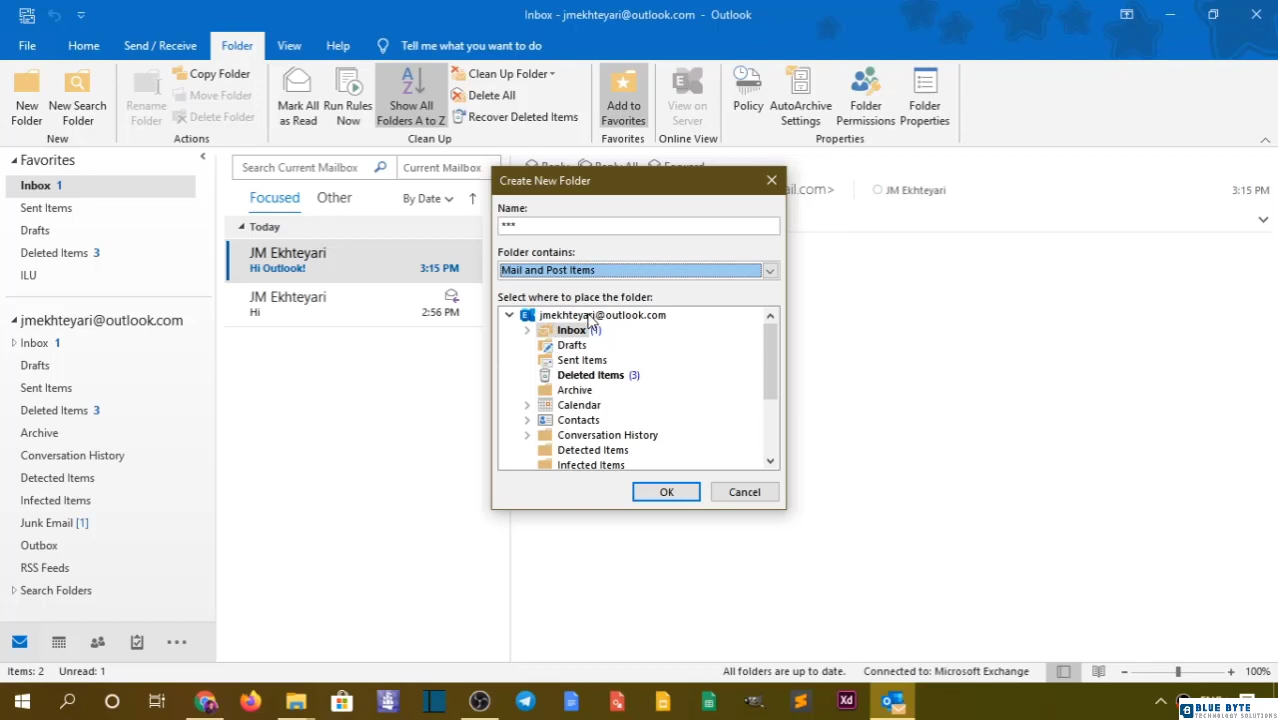 Inbox - jmekhteyari@outlook.com - Outlook
File Home Send / Receive Folder View Help Tell me what you want to do
New Folder
New Search Folder
New
Rename Folder
Copy Folder
Move Folder
Delete Folder
Actions
Mark All as Read
Run Rules Now
Show All Folders A to Z
Clean Up Folder
Delete All
Recover Deleted Items
Clean Up
Add to Favorites
Favorites
View on Server
Online View
Policy
AutoArchive Settings
Folder Permissions
Folder Properties
Properties
Favorites
Inbox 1
Sent Items
Drafts
Deleted Items 3
ILU
jmekhteyari@outlook.com
Inbox 1
Drafts
Sent Items
Deleted Items 3
Archive
Conversation History
Detected Items
Infected Items
Junk Email [1]
Outbox
RSS Feeds
Search Folders
Search Current Mailbox Current Mailbox
Focused Other By Date
Today
JM Ekhteyari
Hi Outlook! 3:15 PM
JM Ekhteyari
Hi 2:56 PM
ail.com> JM Ekhteyari 3:15 PM
Create New Folder
Name:
***
Folder contains:
Mail and Post Items
Select where to place the folder:
jmekhteyari@outlook.com
Inbox (1)
Drafts
Sent Items
Deleted Items (3)
Archive
Calendar
Contacts
Conversation History
Detected Items
Infected Items
OK Cancel
Items: 2 Unread: 1 All folders are up to date. Connected to: Microsoft Exchange 100%
Xd
BLUE BYTE
TECHNOLOGY SOLUTIONS